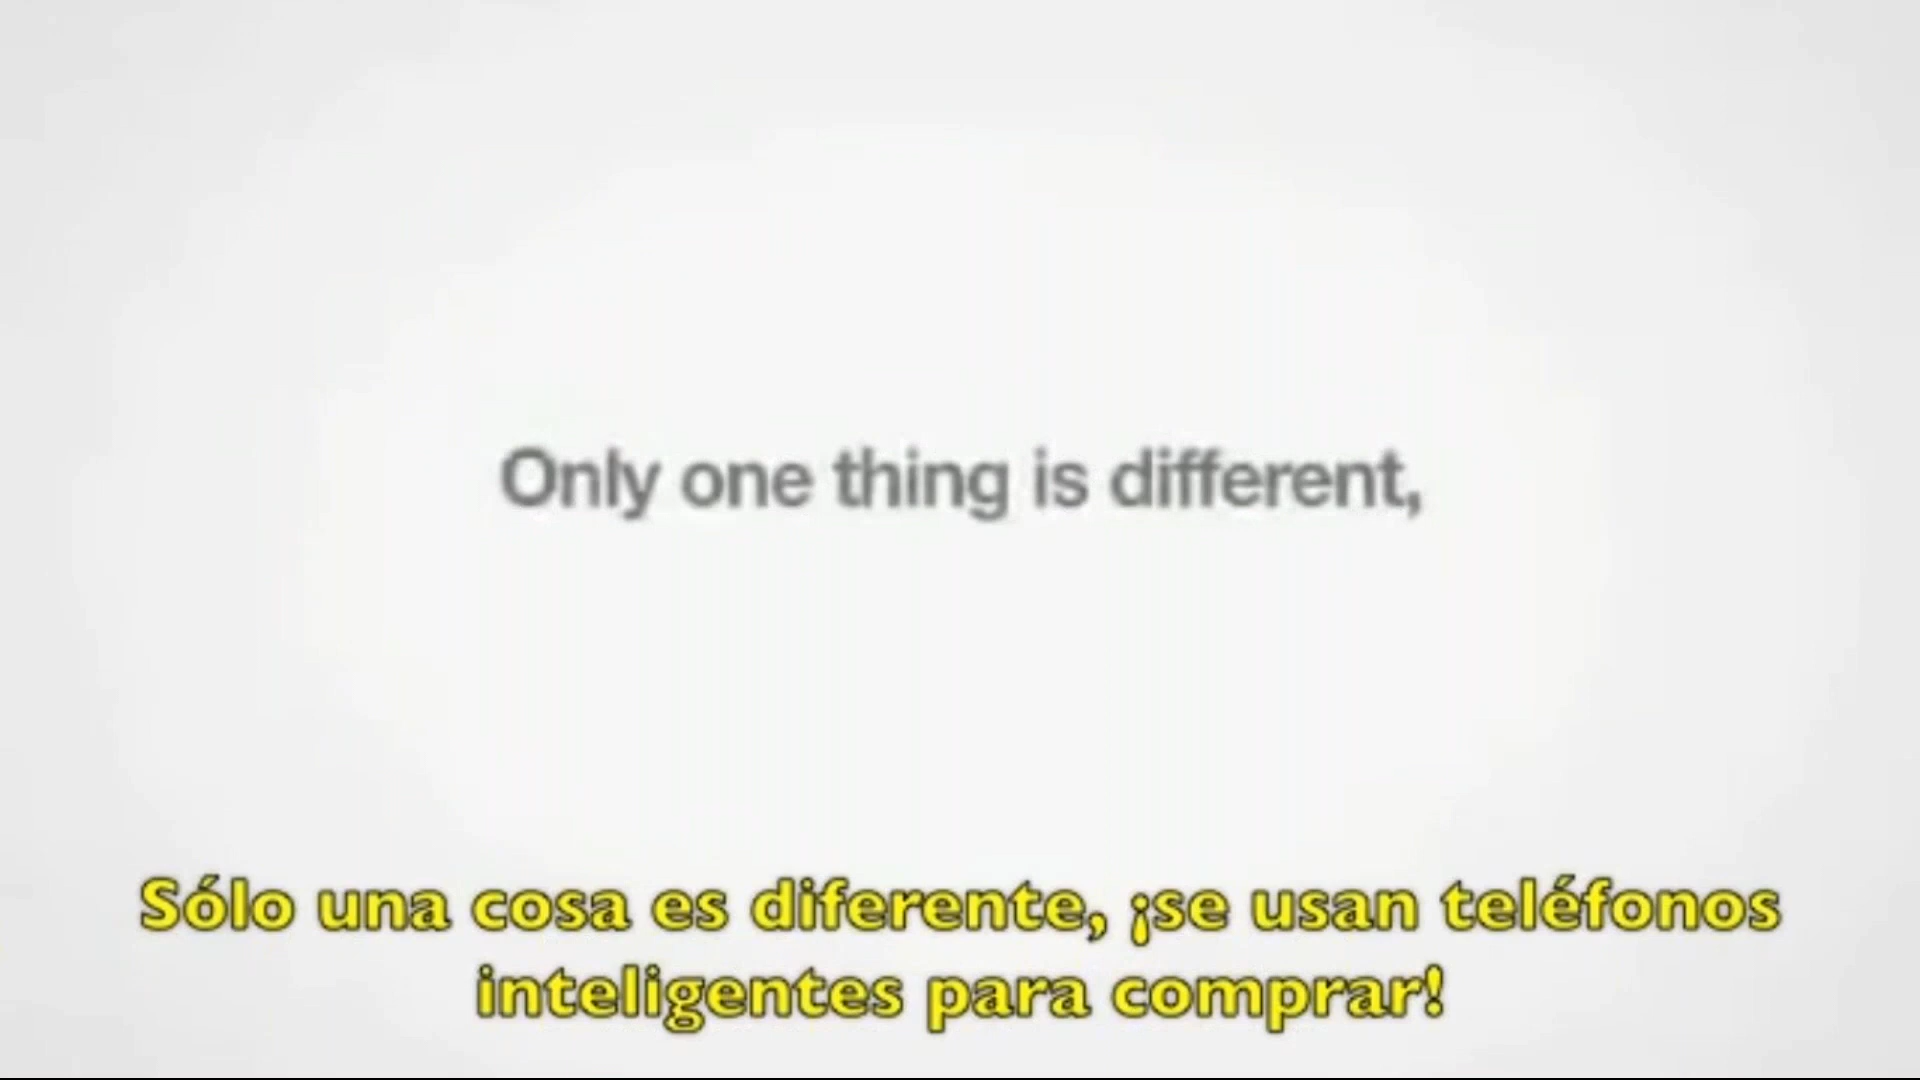 Only one thing is different,
Sólo una cosa es diferente, ¡se usan teléfonos
inteligentes para comprar!